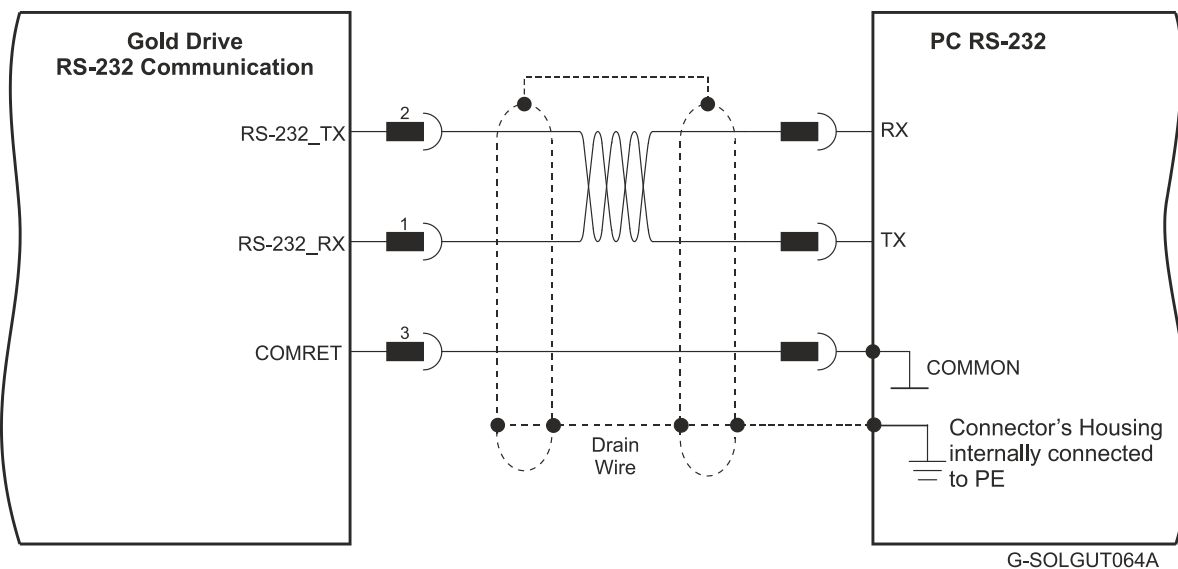 Gold Drive
RS-232 Communication
PC RS-232
2
RS-232_TX
RX
1
RS-232_RX
TX
3
COMRET
COMMON
Drain
Wire
Connector's Housing
internally connected
to PE
G-SOLGUT064A